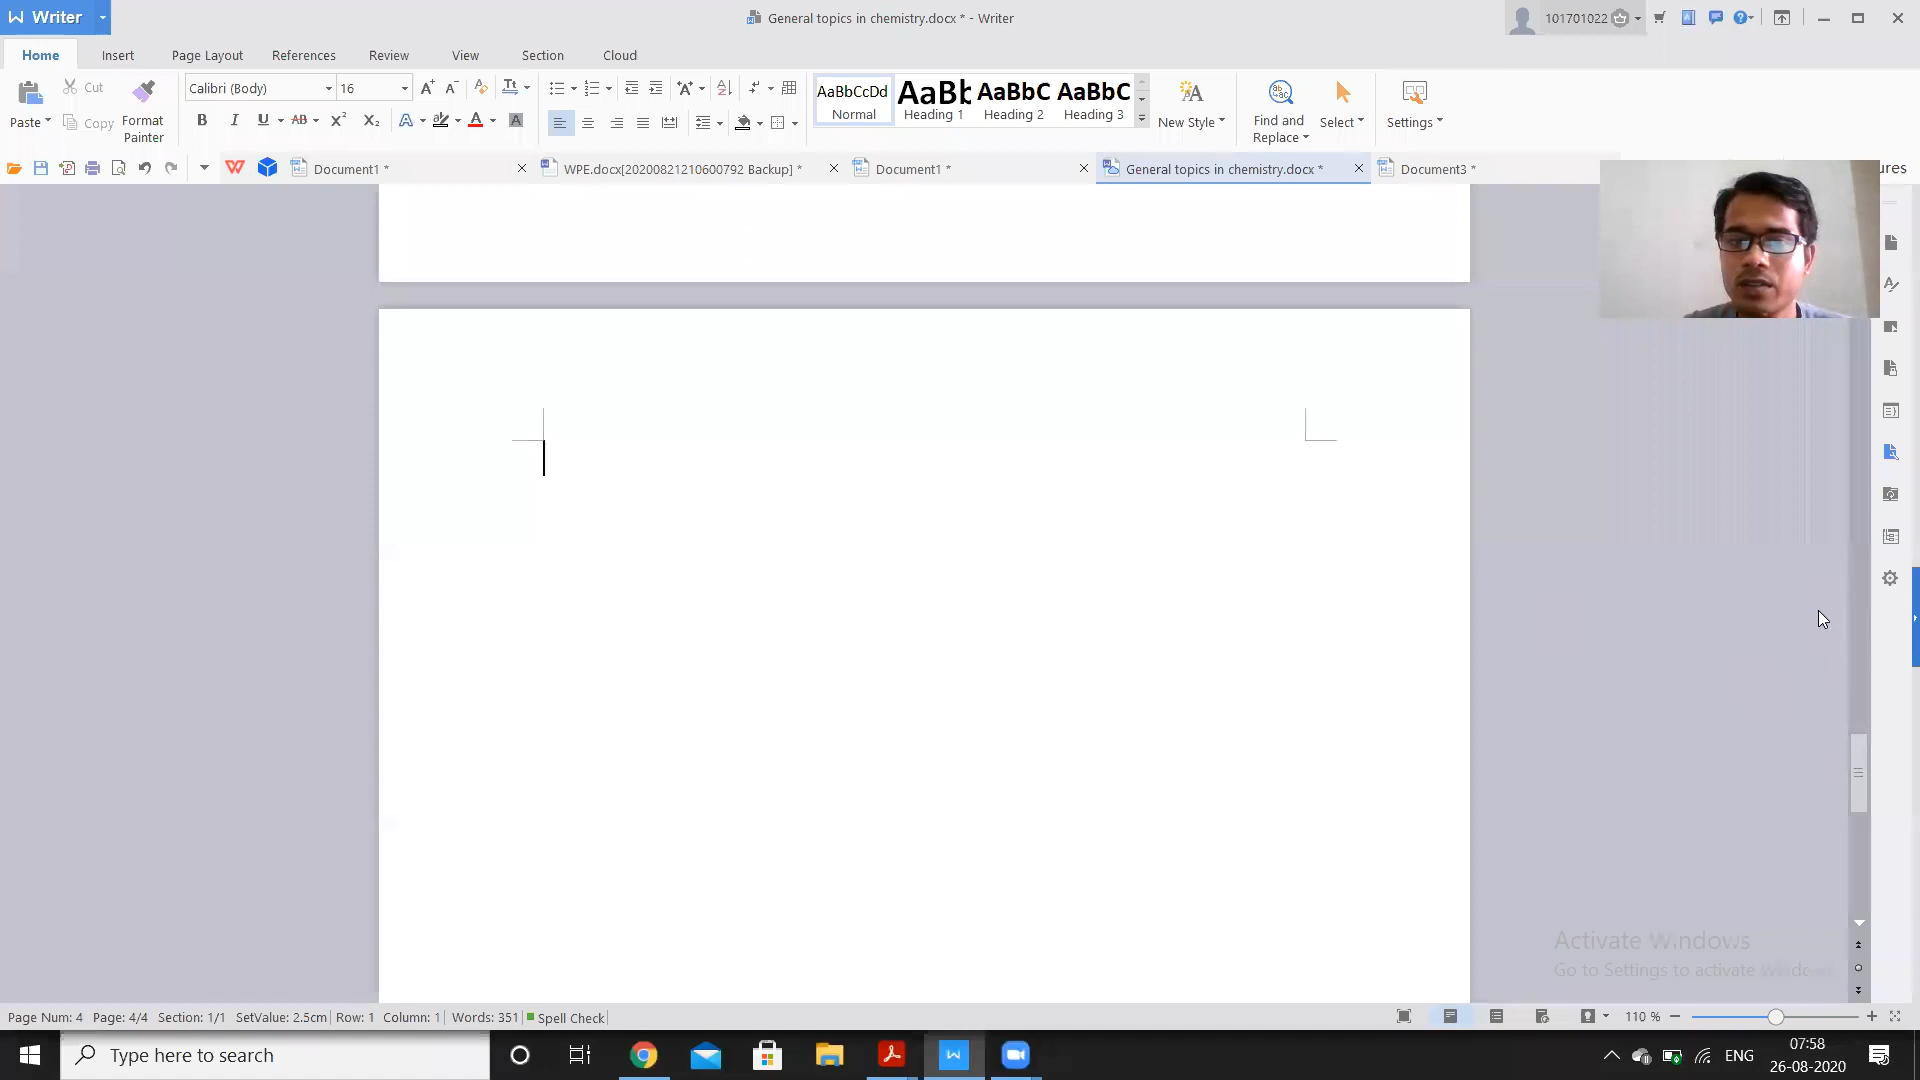 Writer
General topics in chemistry.docx * - Writer
101701022
Home
Insert
Page Layout
References
Review
View
Section
Cloud
Paste
Cut
Copy
Format
Painter
Calibri (Body)
16
AaBbCcDd
Normal
Heading 1
AaBbC
Heading 2
AaBbC
Heading 3
New Style
Find and
Replace
Select
Settings
Document1 *
WPE.docx[20200821210600792 Backup] *
Document1 *
General topics in chemistry.docx *
Document3 *
Activate Windows
Go to Settings to activate Windows
Page Num: 4
Page: 4/4
Section: 1/1
SetValue: 2.5cm
Row: 1
Column: 1
Words: 351
Spell Check
110 %
Type here to search
ENG
07:58
26-08-2020